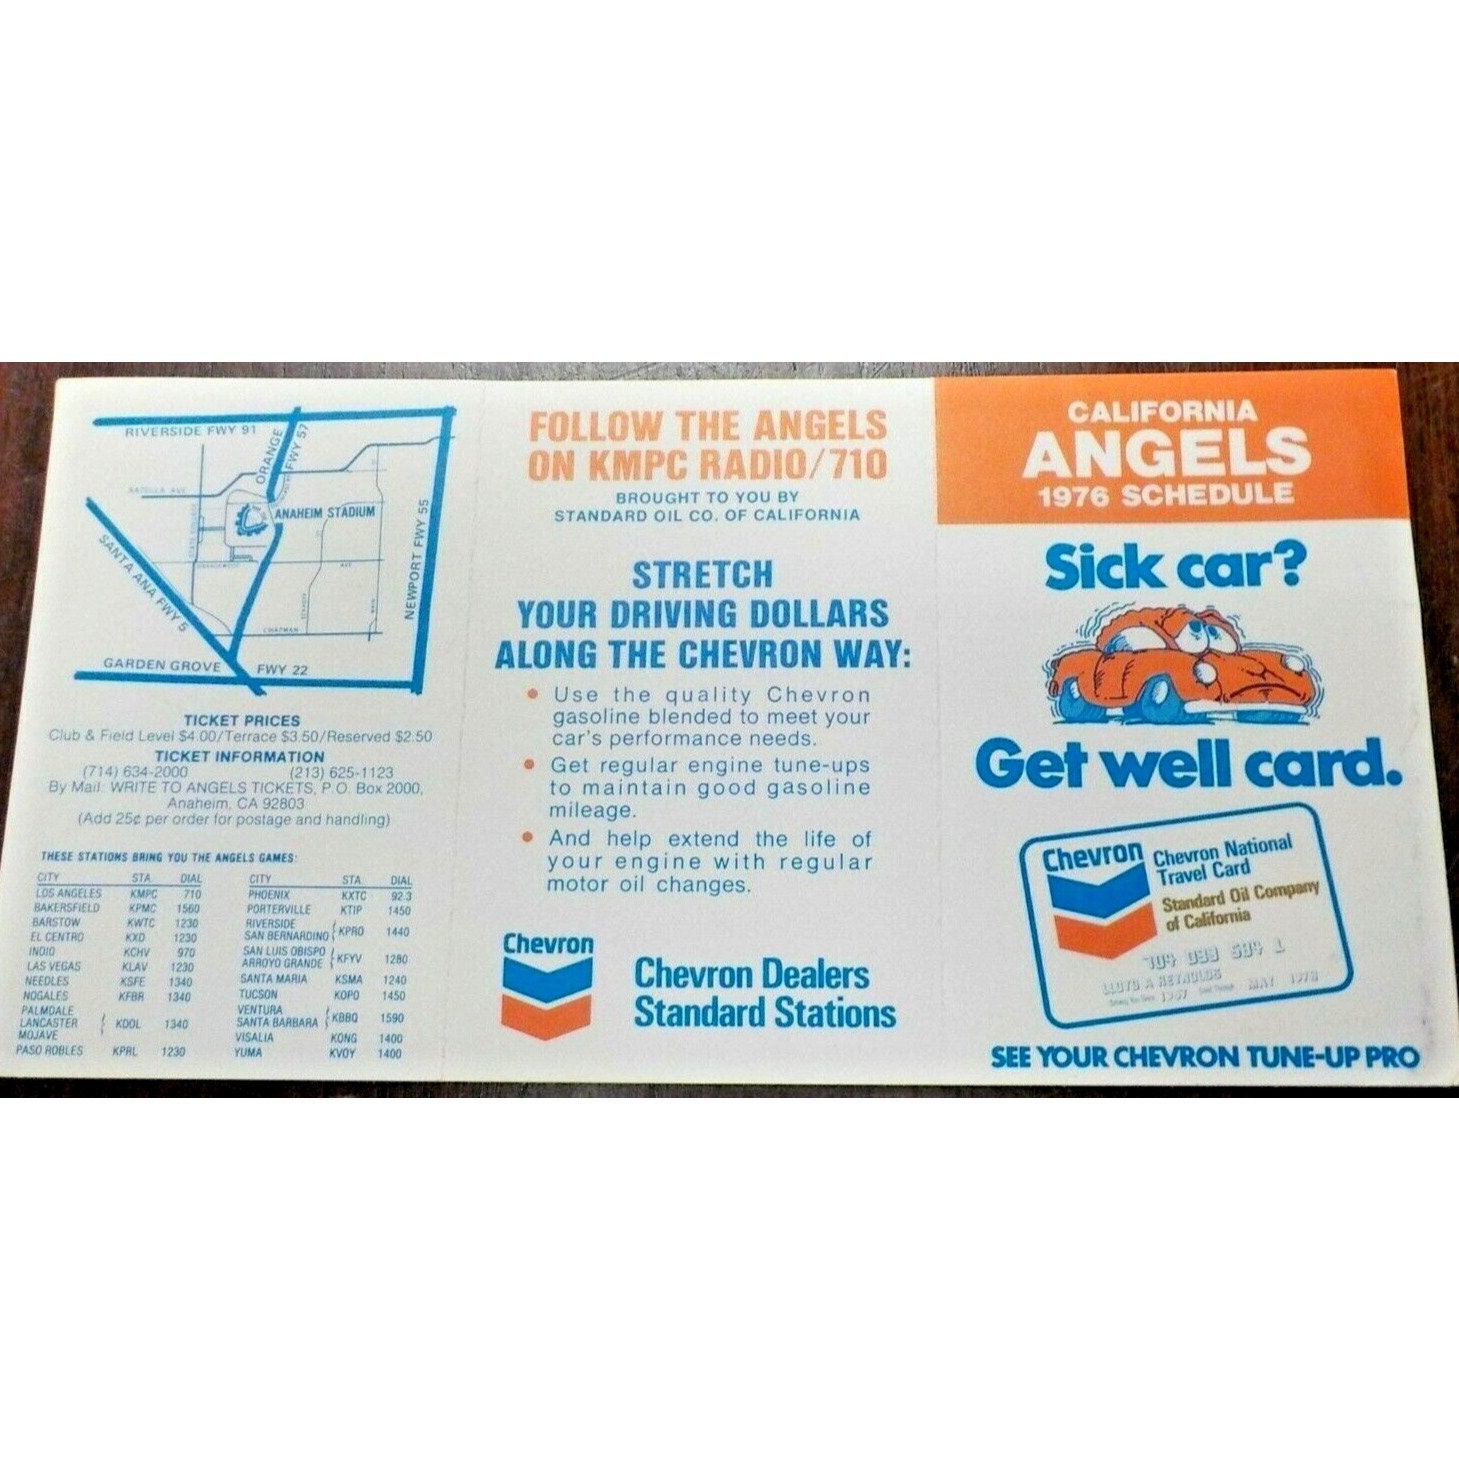 RIVERSIDE FWY 91
ORANGE
FWY 57
KATELLA AVE
ANAHEIM STADIUM
SANTA ANA FWY 5
NEWPORT FWY 55
AVE
CHAPMAN
GARDEN GROVE FWY 22
TICKET PRICES
Club & Field Level $4.00/Terrace $3.50/Reserved $2.50
TICKET INFORMATION
(714) 634-2000 (213) 625-1123
By Mail: WRITE TO ANGELS TICKETS, P.O. Box 2000,
Anaheim, CA 92803
(Add 25¢ per order for postage and handling)
THESE STATIONS BRING YOU THE ANGELS GAMES:
CITY STA. DIAL
LOS ANGELES KMPC 710
BAKERSFIELD KPMC 1560
BARSTOW KWTC 1230
EL CENTRO KXO 1230
INDIO KCHV 970
LAS VEGAS KLAV 1230
NEEDLES KSFE 1340
NOGALES KFBR 1340
PALMDALE
LANCASTER { KDOL 1340
MOJAVE
PASO ROBLES KPRL 1230
CITY STA. DIAL
PHOENIX KXTC 92.3
PORTERVILLE KTIP 1450
RIVERSIDE
SAN BERNARDINO { KPRO 1440
SAN LUIS OBISPO
ARROYO GRANDE { KFYV 1280
SANTA MARIA KSMA 1240
TUCSON KOPO 1450
VENTURA
SANTA BARBARA { KBBQ 1590
VISALIA KONG 1400
YUMA KVOY 1400
FOLLOW THE ANGELS
ON KMPC RADIO/710
BROUGHT TO YOU BY
STANDARD OIL CO. OF CALIFORNIA
STRETCH
YOUR DRIVING DOLLARS
ALONG THE CHEVRON WAY:
• Use the quality Chevron
gasoline blended to meet your
car's performance needs.
• Get regular engine tune-ups
to maintain good gasoline
mileage.
• And help extend the life of
your engine with regular
motor oil changes.
Chevron
Chevron Dealers
Standard Stations
CALIFORNIA
ANGELS
1976 SCHEDULE
Sick car?
Get well card.
Chevron
Chevron National
Travel Card
Standard Oil Company
of California
LLOYD A REYNOLDS
SEE YOUR CHEVRON TUNE-UP PRO